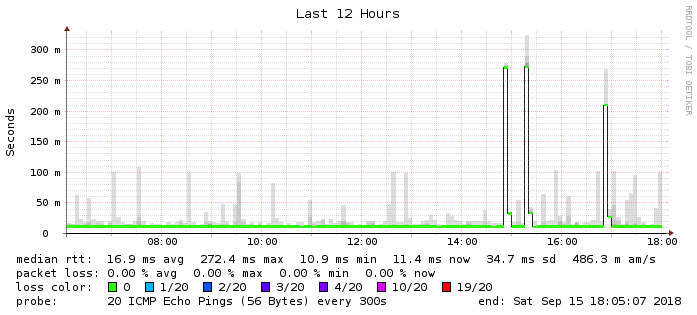 Last 12 Hours
RRDTOOL / TOBI OETIKER
Seconds
300 m
250 m
200 m
150 m
100 m
50 m
0
08:00 10:00 12:00 14:00 16:00 18:00
median rtt: 16.9 ms avg 272.4 ms max 10.9 ms min 11.4 ms now 34.7 ms sd 486.3 m am/s
packet loss: 0.00 % avg 0.00 % max 0.00 % min 0.00 % now
loss color: 0 1/20 2/20 3/20 4/20 10/20 19/20
probe: 20 ICMP Echo Pings (56 Bytes) every 300s end: Sat Sep 15 18:05:07 2018